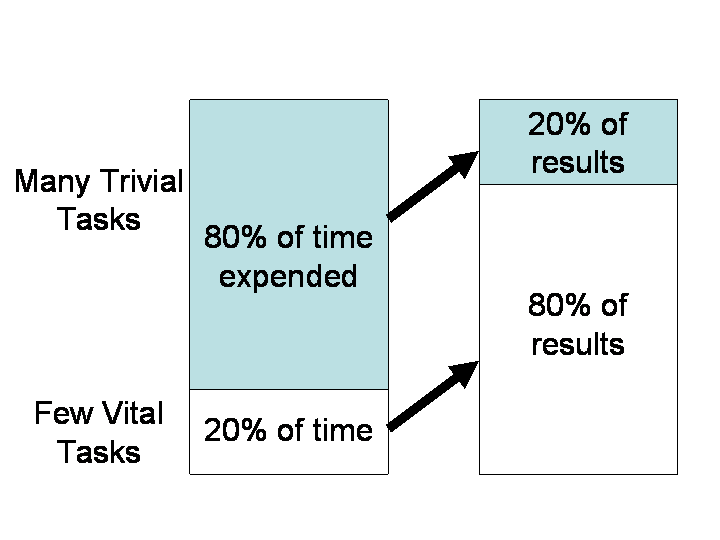 Many Trivial
Tasks
80% of time
expended
20% of
results
80% of
results
Few Vital
Tasks
20% of time